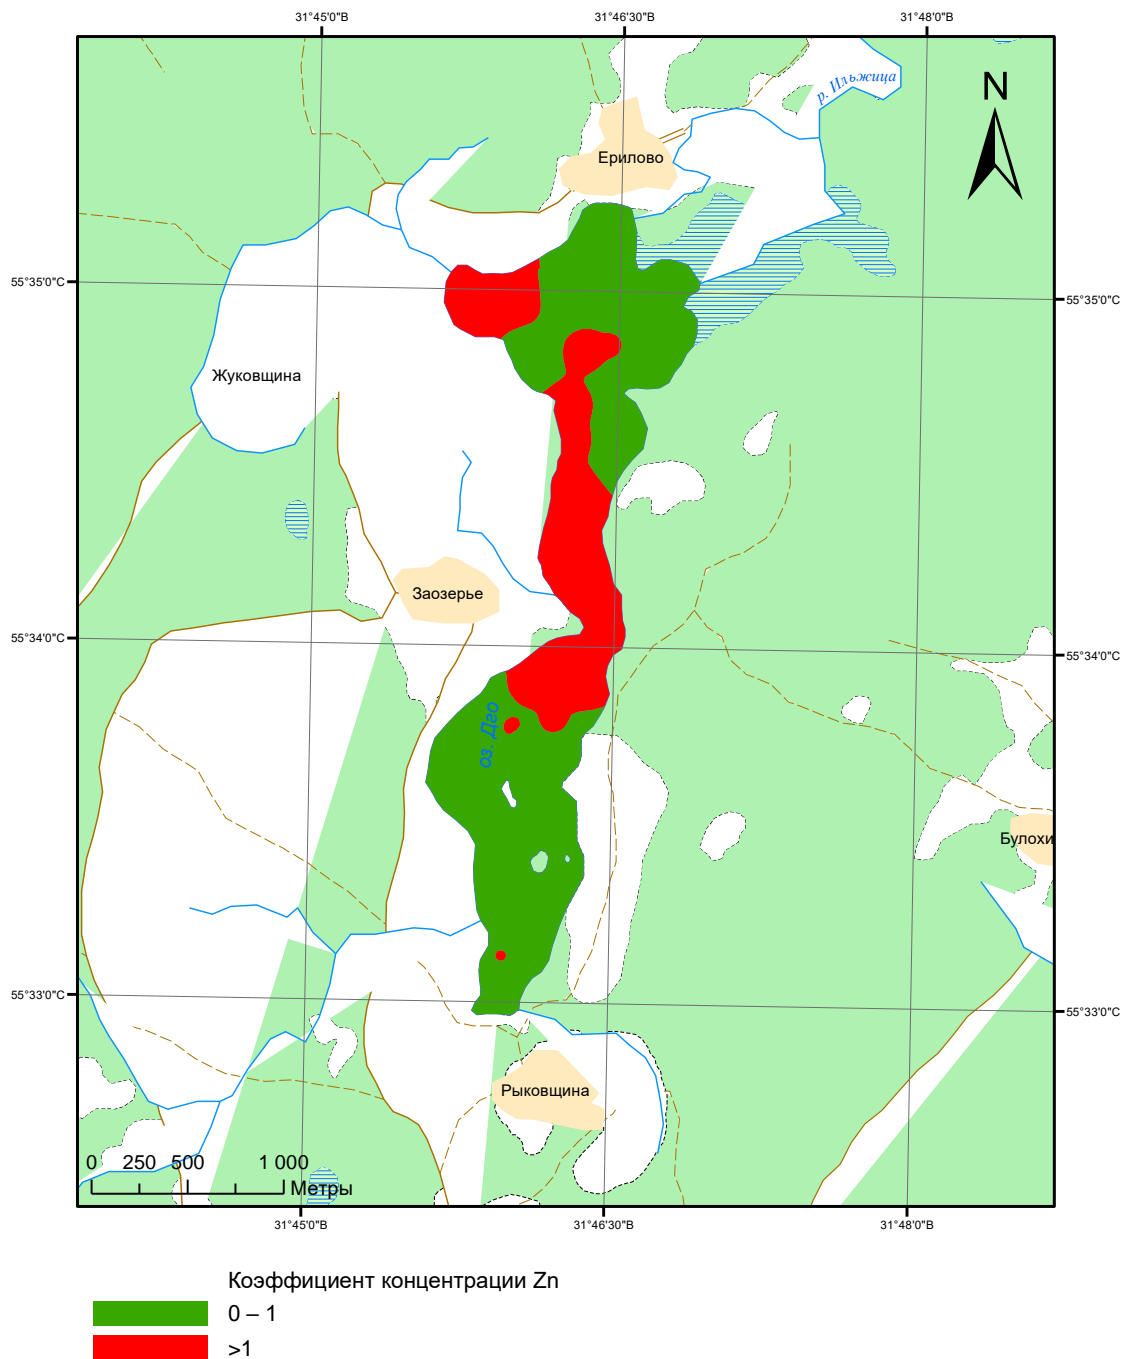 31°45'0"В
31°46'30"В
31°48'0"В
р. Ильжица
N
Ерилово
55°35'0"С
55°35'0"С
Жуковщина
Заозерье
55°34'0"С
55°34'0"С
оз. Дго
Булохи
55°33'0"С
55°33'0"С
Рыковщина
0 250 500 1 000
Метры
31°45'0"В
31°46'30"В
31°48'0"В
Коэффициент концентрации Zn
0 – 1
>1